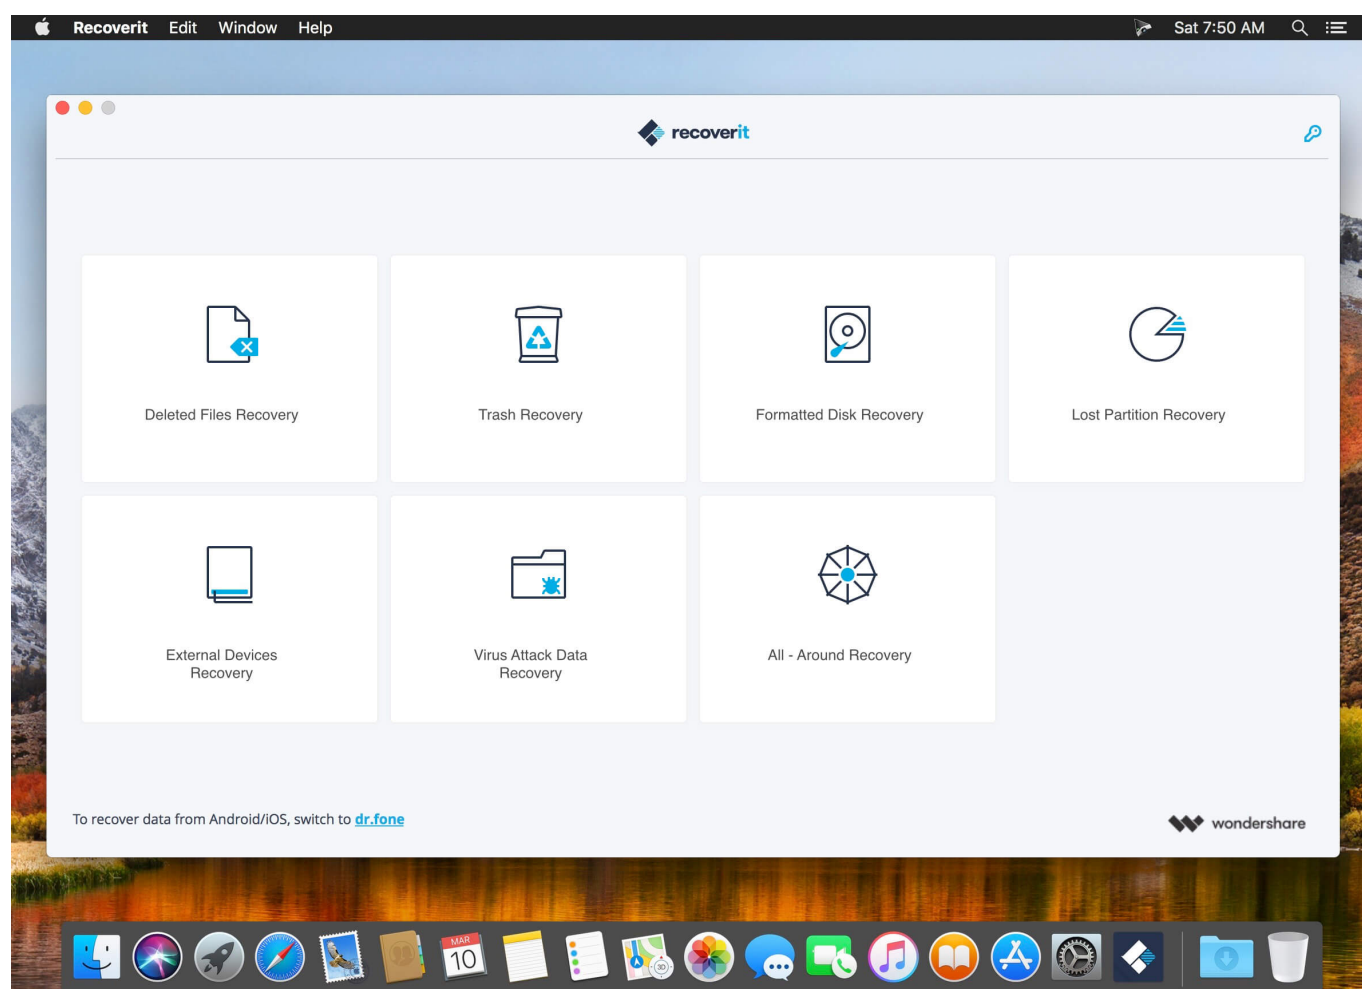 Recoverit Edit Window Help Sat 7:50 AM
recoverit
Deleted Files Recovery
Trash Recovery
Formatted Disk Recovery
Lost Partition Recovery
External Devices
Recovery
Virus Attack Data
Recovery
All - Around Recovery
To recover data from Android/iOS, switch to dr.fone
wondershare
MAR
10
3D